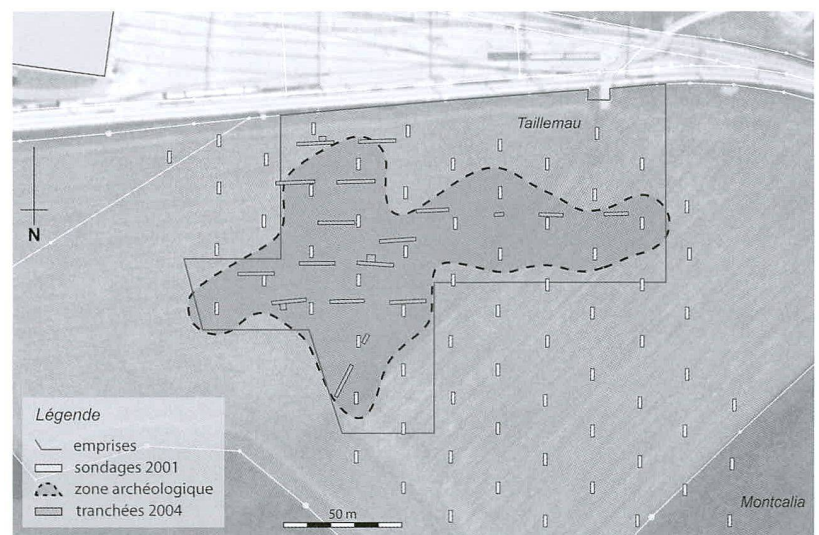 Taillemau
N
Légende
emprises
sondages 2001
zone archéologique
tranchées 2004
50 m
Montcalia